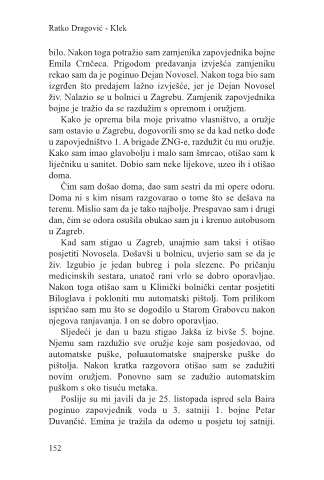 Ratko Dragović - Klek
bilo. Nakon toga potražio sam zamjenika zapovjednika bojne
Emila Crnčeca. Prigodom predavanja izvješća zamjeniku
rekao sam da je poginuo Dejan Novosel. Nakon toga bio sam
izgrđen što predajem lažno izvješće, jer je Dejan Novosel
živ. Nalazio se u bolnici u Zagrebu. Zamjenik zapovjednika
bojne je tražio da se razdužim s opremom i oružjem.
Kako je oprema bila moje privatno vlasništvo, a oružje
sam ostavio u Zagrebu, dogovorili smo se da kad netko dođe
u zapovjedništvo 1. A brigade ZNG-e, razdužit ću mu oružje.
Kako sam imao glavobolju i malo sam šmrcao, otišao sam k
liječniku u sanitet. Dobio sam neke lijekove, uzeo ih i otišao
doma.
Čim sam došao doma, dao sam sestri da mi opere odoru.
Doma ni s kim nisam razgovarao o tome što se dešava na
terenu. Mislio sam da je tako najbolje. Prespavao sam i drugi
dan, čim se odora osušila obukao sam ju i krenuo autobusom
u Zagreb.
Kad sam stigao u Zagreb, unajmio sam taksi i otišao
posjetiti Novosela. Došavši u bolnicu, uvjerio sam se da je
živ. Izgubio je jedan bubreg i pola slezene. Po pričanju
medicinskih sestara, unatoč rani vrlo se dobro oporavljao.
Nakon toga otišao sam u Klinički bolnički centar posjetiti
Biloglava i pokloniti mu automatski pištolj. Tom prilikom
ispričao sam mu što se dogodilo u Starom Grabovcu nakon
njegova ranjavanja. I on se dobro oporavljao.
Sljedeći je dan u bazu stigao Jakša iz bivše 5. bojne.
Njemu sam razdužio sve oružje koje sam posjedovao, od
automatske puške, poluautomatske snajperske puške do
pištolja. Nakon kratka razgovora otišao sam se zadužiti
novim oružjem. Ponovno sam se zadužio automatskim
puškom s oko tisuću metaka.
Poslije su mi javili da je 25. listopada ispred sela Baira
poginuo zapovjednik voda u 3. satniji 1. bojne Petar
Duvančić. Emina je tražila da odemo u posjetu toj satniji.
152